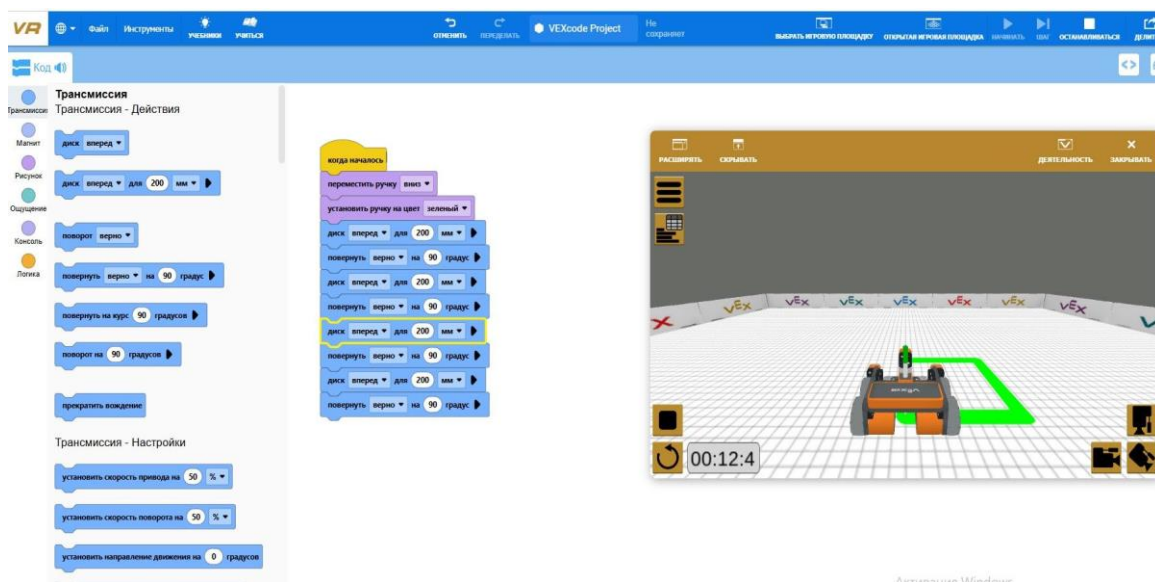 VR Файл Инструменты УЧЕБНИКИ УЧИТЬСЯ ОТМЕНИТЬ ПЕРЕДЕЛАТЬ VEXcode Project Не сохраняет ВЫБРАТЬ ИГРОВУЮ ПЛОЩАДКУ ОТКРЫТАЯ ИГРОВАЯ ПЛОЩАДКА НАЧИНАТЬ ШАГ ОСТАНАВЛИВАТЬСЯ
Код
Трансмиссия
Магнит
Рисунок
Ощущение
Консоль
Логика
Трансмиссия
Трансмиссия - Действия
диск вперед
диск вперед для 200 мм
поворот верно
повернуть верно на 90 градус
повернуть на курс 90 градусов
поворот на 90 градусов
прекратить вождение
Трансмиссия - Настройки
установить скорость привода на 50 %
установить скорость поворота на 50 %
установить направление движения на 0 градусов
когда началось
переместить ручку вниз
установить ручку на цвет зеленый
диск вперед для 200 мм
повернуть верно на 90 градус
диск вперед для 200 мм
повернуть верно на 90 градус
диск вперед для 200 мм
повернуть верно на 90 градус
диск вперед для 200 мм
повернуть верно на 90 градус
РАСШИРЯТЬ СКРЫВАТЬ ДЕЯТЕЛЬНОСТЬ ЗАКРЫВАТЬ
VEX VEX VEX VEX VEX VEX
00:12:4
Активация Windows